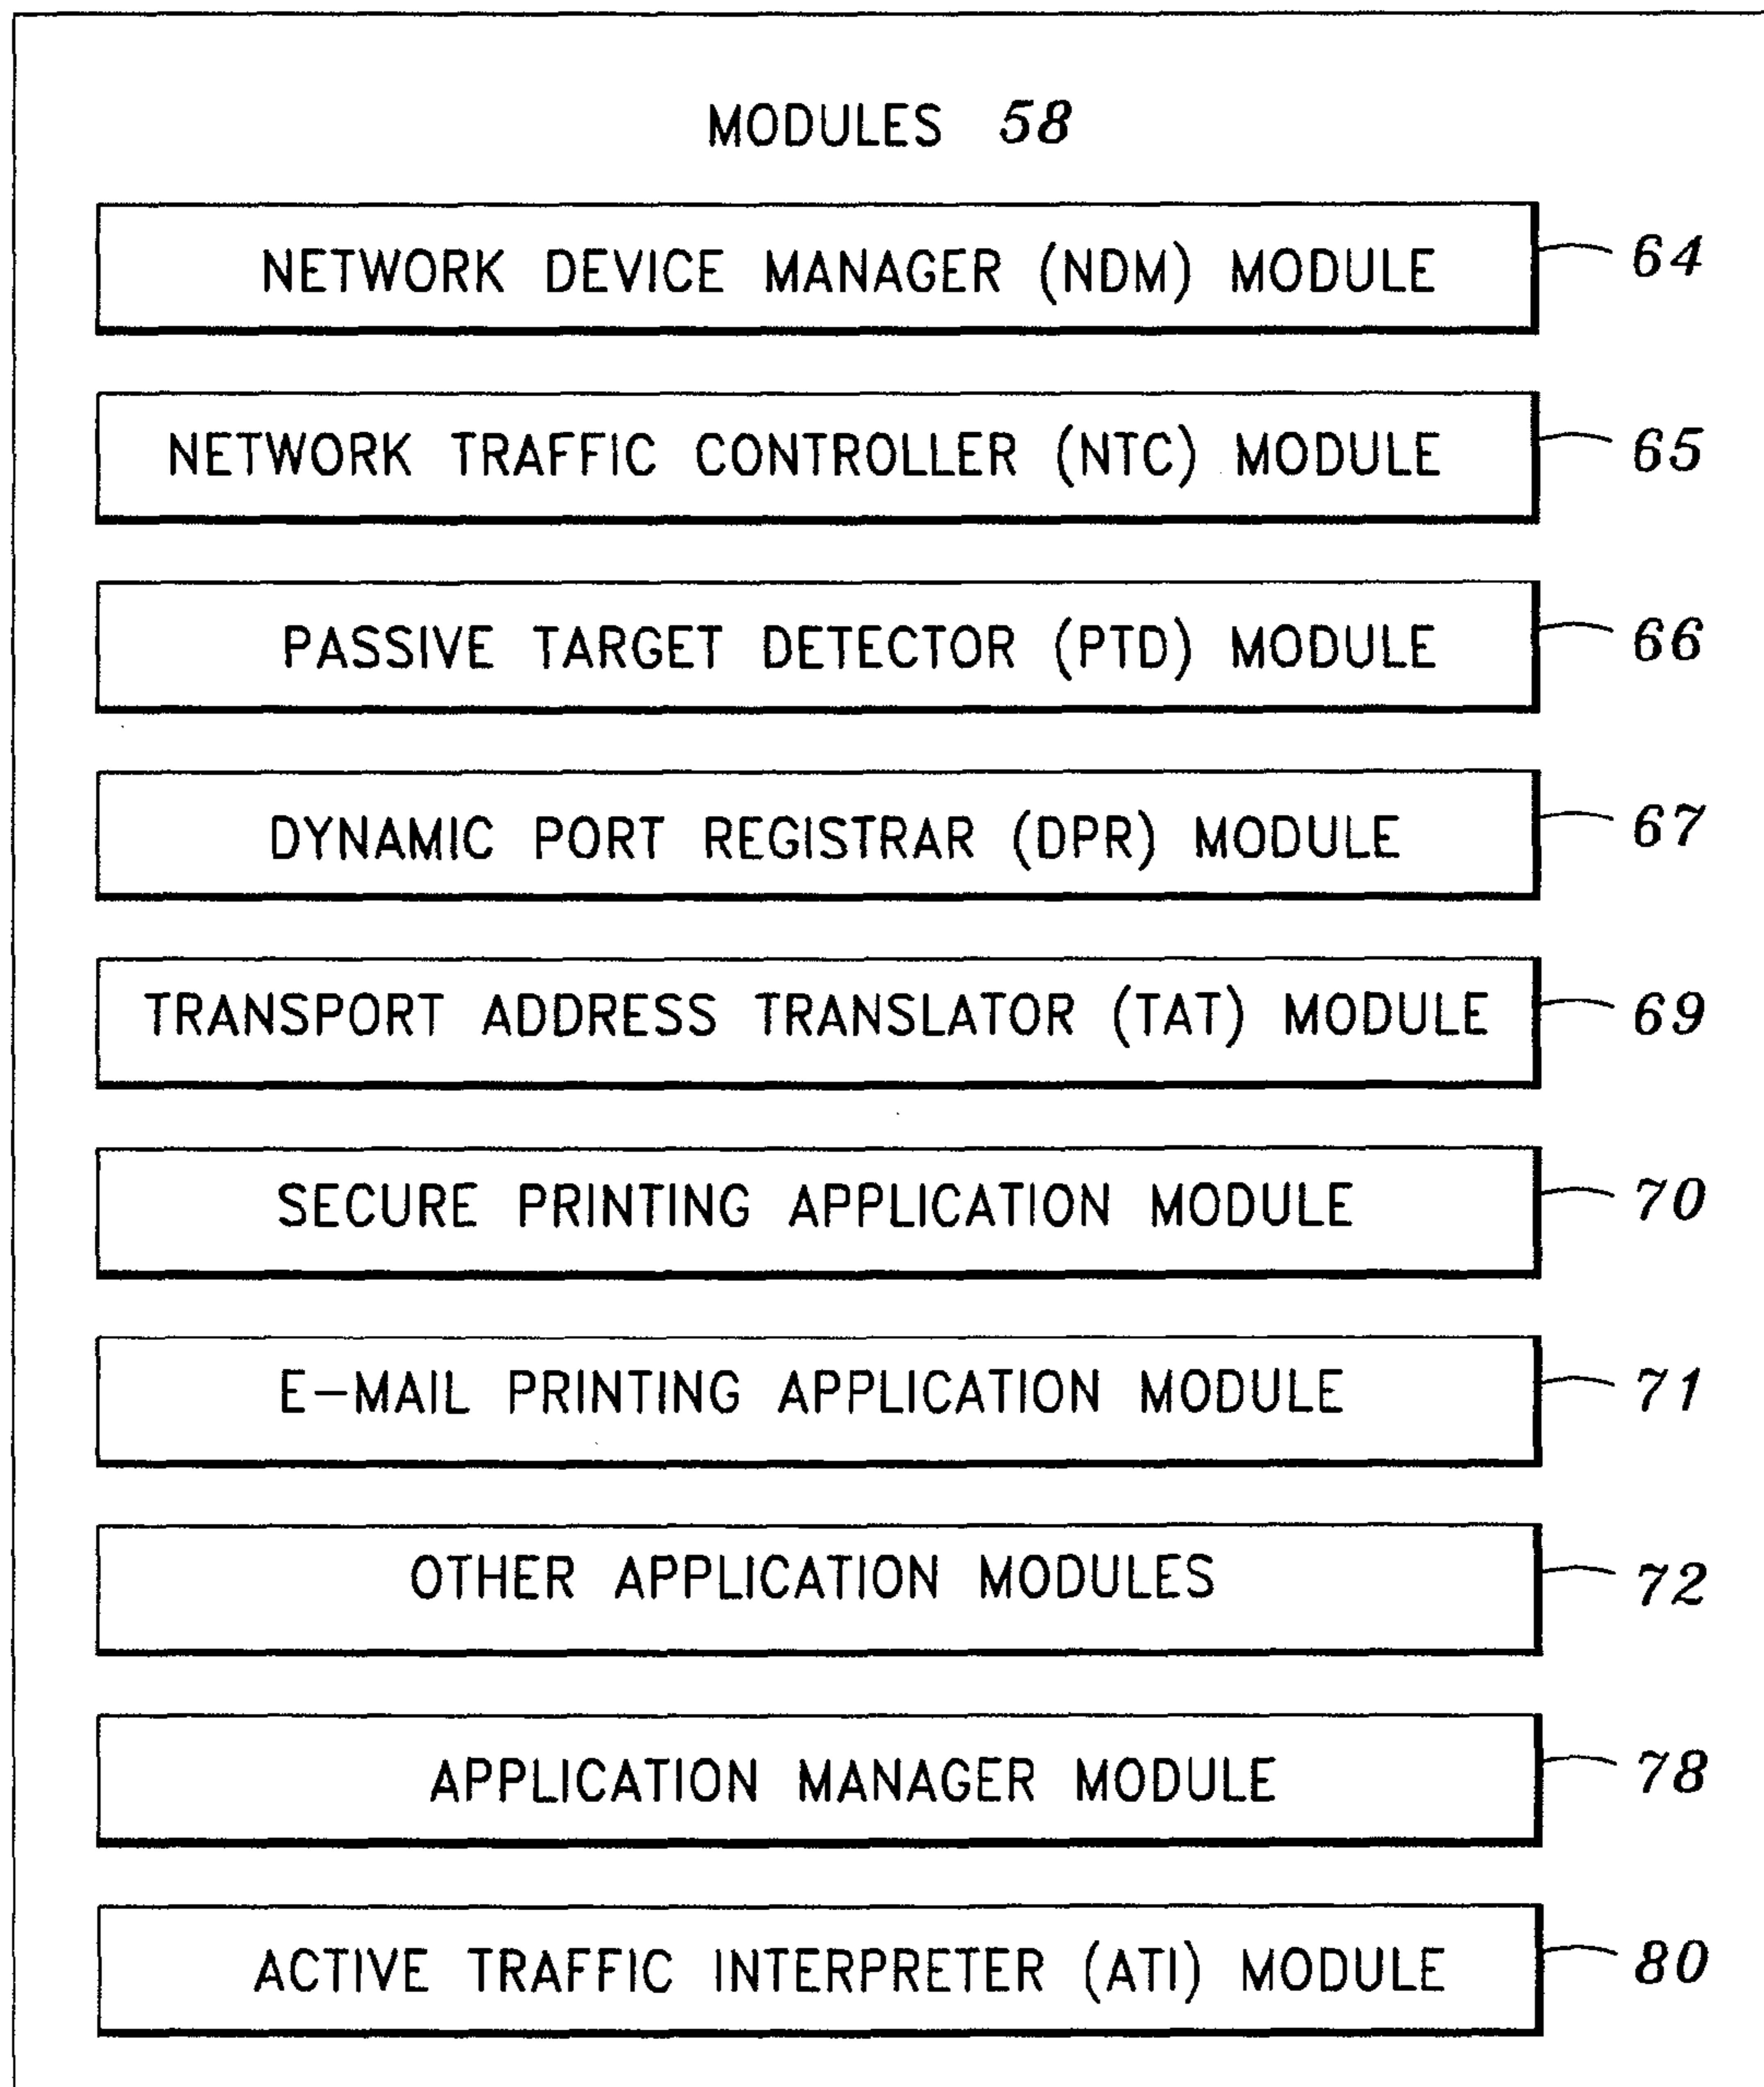 MODULES 58
NETWORK DEVICE MANAGER (NDM) MODULE 64
NETWORK TRAFFIC CONTROLLER (NTC) MODULE 65
PASSIVE TARGET DETECTOR (PTD) MODULE 66
DYNAMIC PORT REGISTRAR (DPR) MODULE 67
TRANSPORT ADDRESS TRANSLATOR (TAT) MODULE 69
SECURE PRINTING APPLICATION MODULE 70
E-MAIL PRINTING APPLICATION MODULE 71
OTHER APPLICATION MODULES 72
APPLICATION MANAGER MODULE 78
ACTIVE TRAFFIC INTERPRETER (ATI) MODULE 80